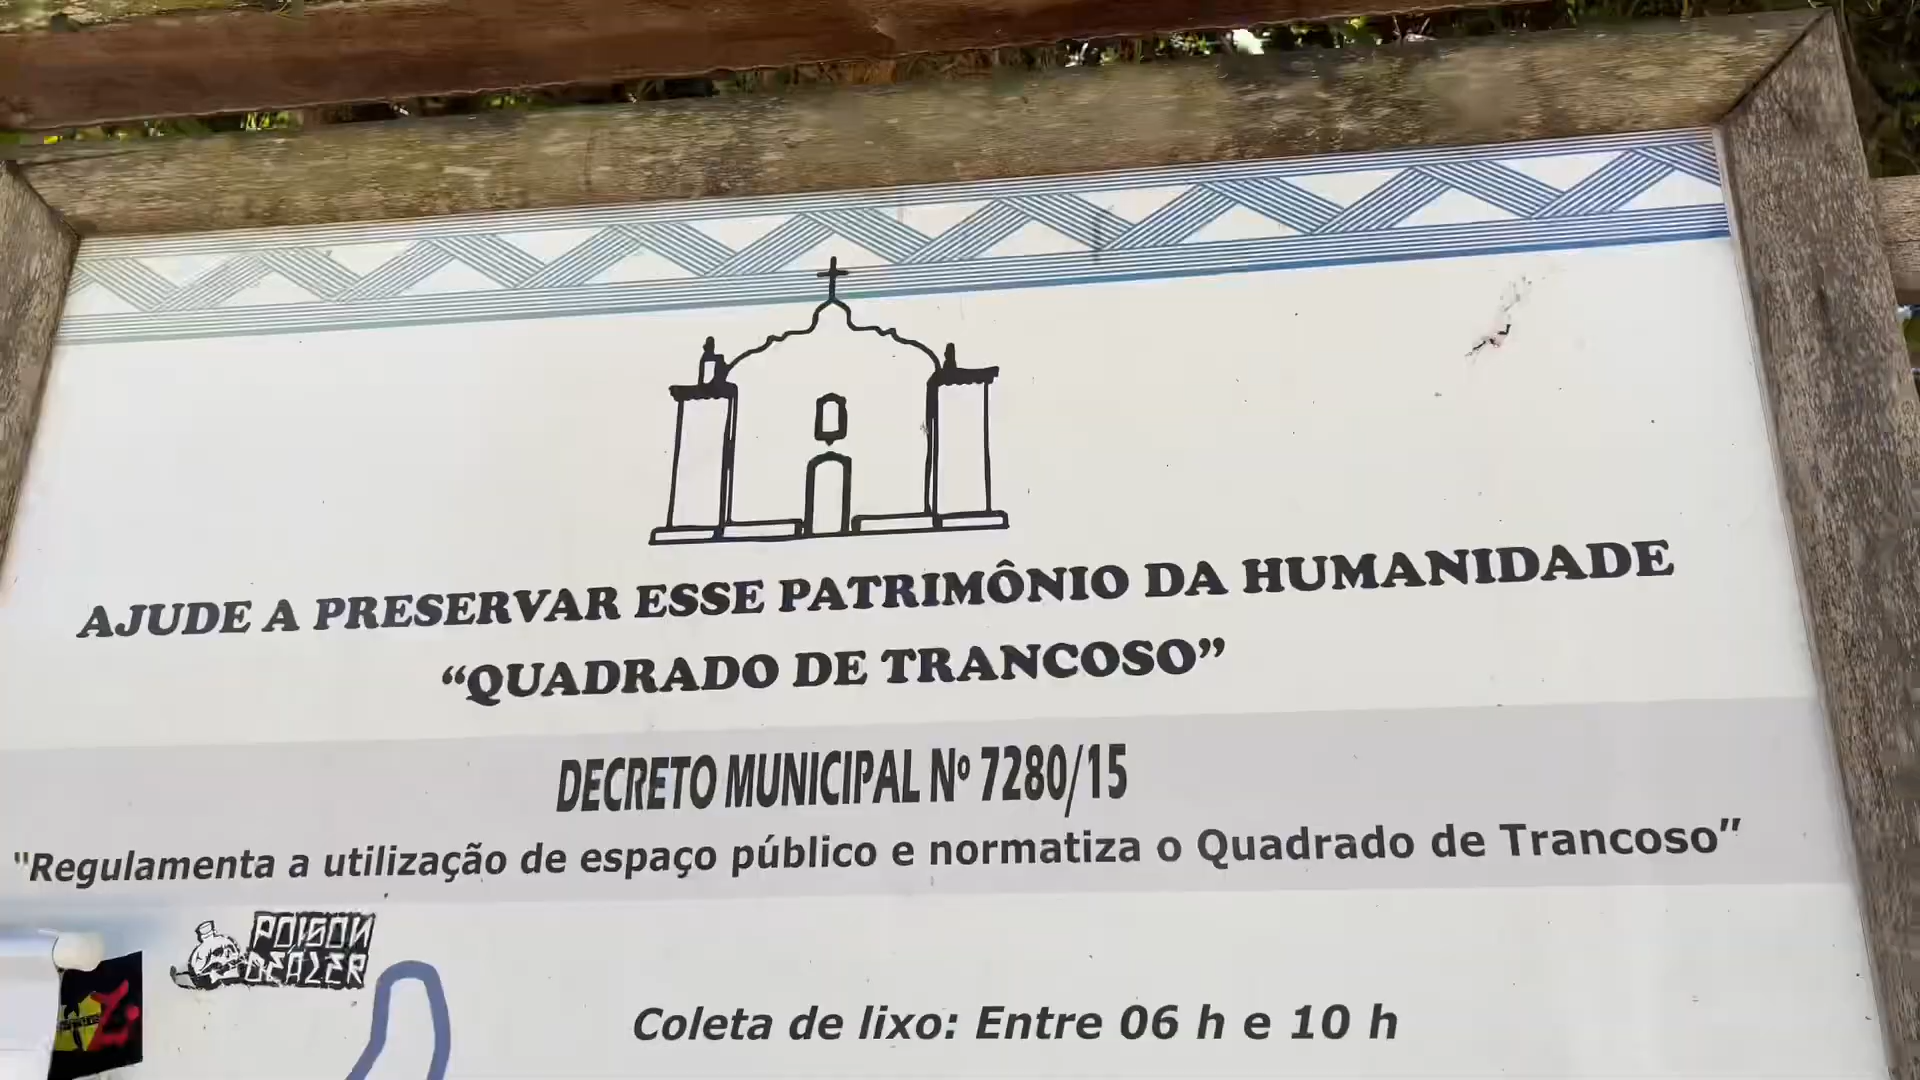 AJUDE A PRESERVAR ESSE PATRIMÔNIO DA HUMANIDADE
“QUADRADO DE TRANCOSO”
DECRETO MUNICIPAL Nº 7280/15
"Regulamenta a utilização de espaço público e normatiza o Quadrado de Trancoso”
POISON
DEALER
Coleta de lixo: Entre 06 h e 10 h